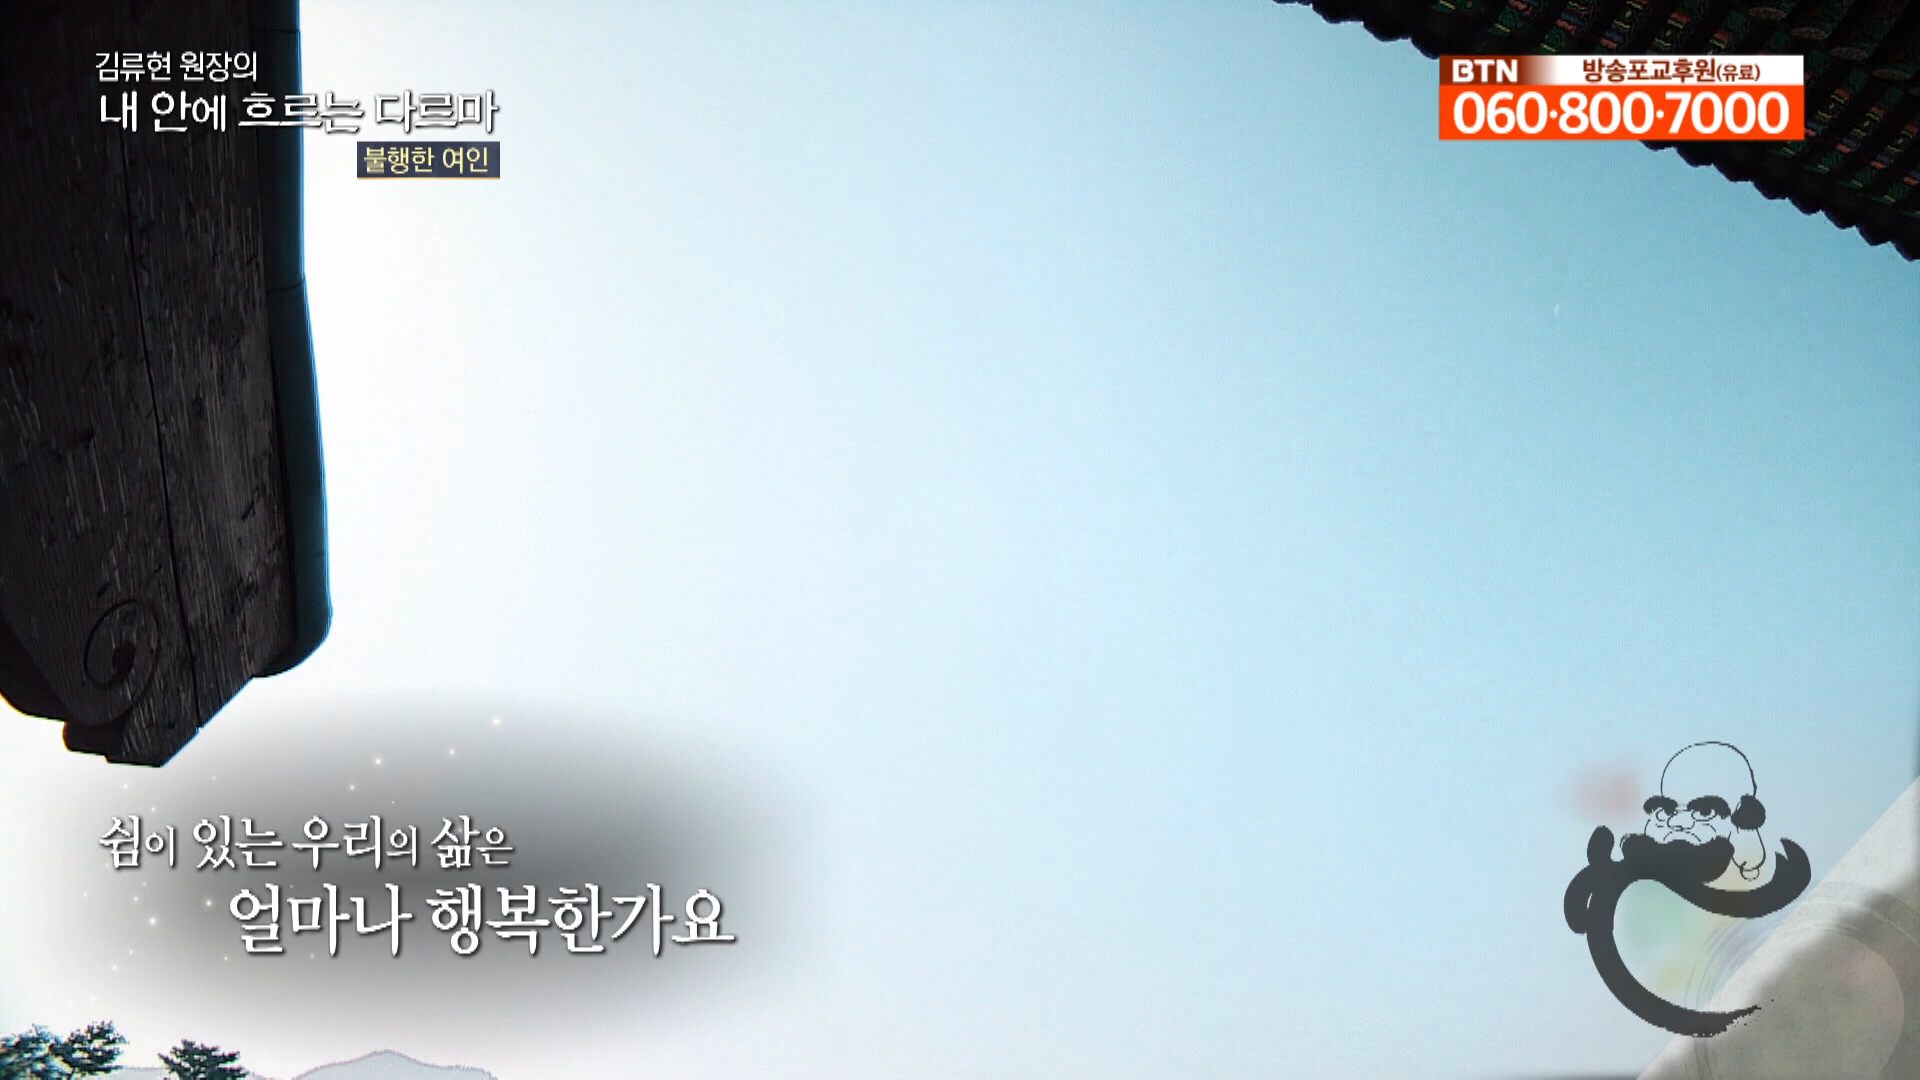 김류현 원장의
내 안에 흐르는 다르마
불행한 여인
BTN 방송포교후원(유료)
060·800·7000
쉼이 있는 우리의 삶은
얼마나 행복한가요